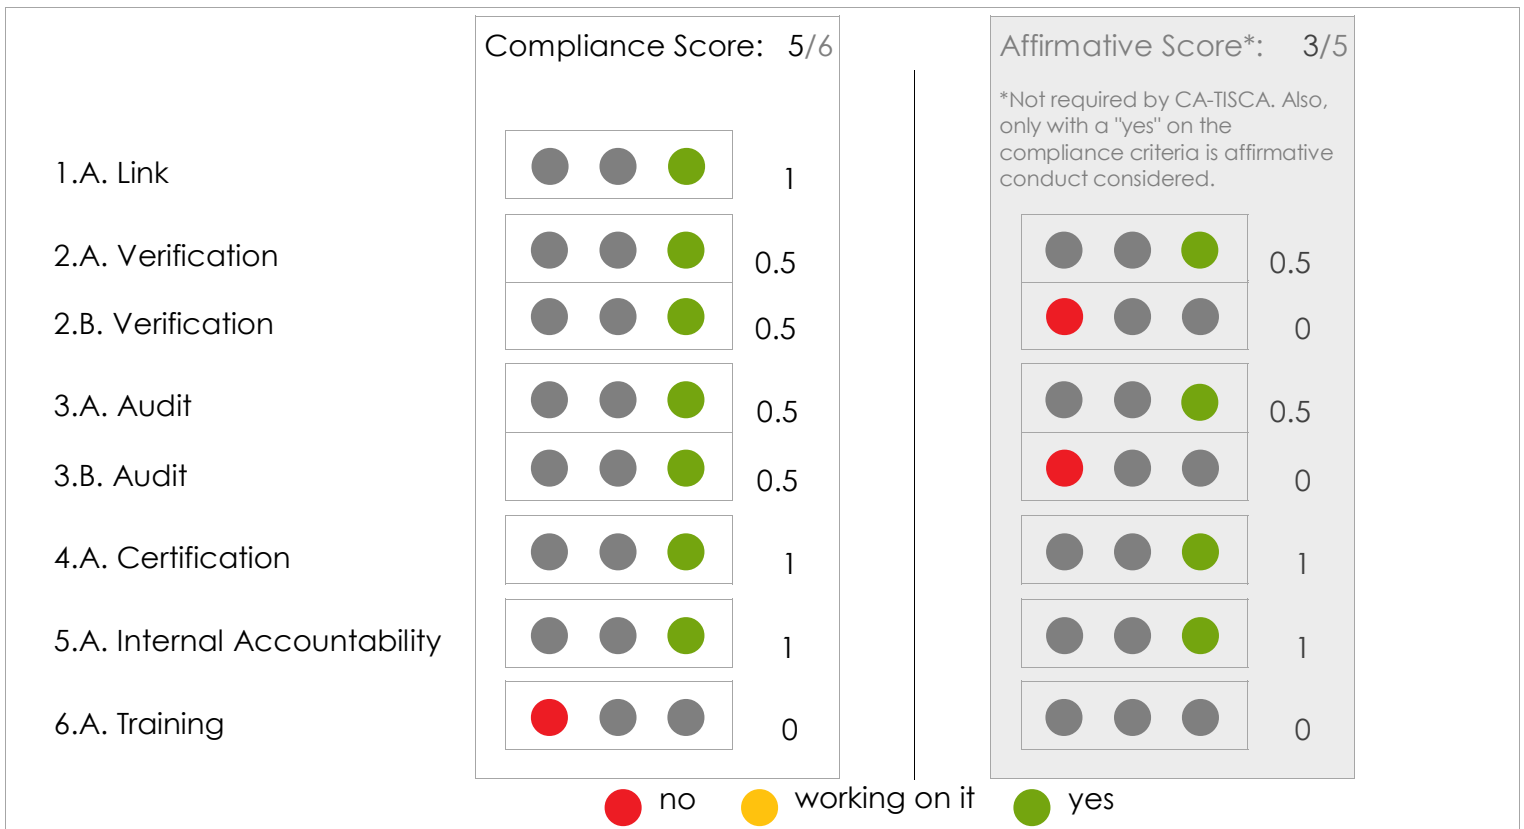 Compliance Score: 5/6
Affirmative Score*: 3/5
*Not required by CA-TISCA. Also,
only with a "yes" on the
compliance criteria is affirmative
conduct considered.
1.A. Link 1
2.A. Verification 0.5 0.5
2.B. Verification 0.5 0
3.A. Audit 0.5 0.5
3.B. Audit 0.5 0
4.A. Certification 1 1
5.A. Internal Accountability 1 1
6.A. Training 0 0
no working on it yes